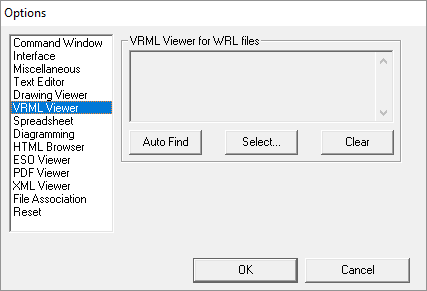 Options
Command Window
Interface
Miscellaneous
Text Editor
Drawing Viewer
VRML Viewer
Spreadsheet
Diagramming
HTML Browser
ESO Viewer
PDF Viewer
XML Viewer
File Association
Reset
VRML Viewer for WRL files
Auto Find
Select...
Clear
OK
Cancel